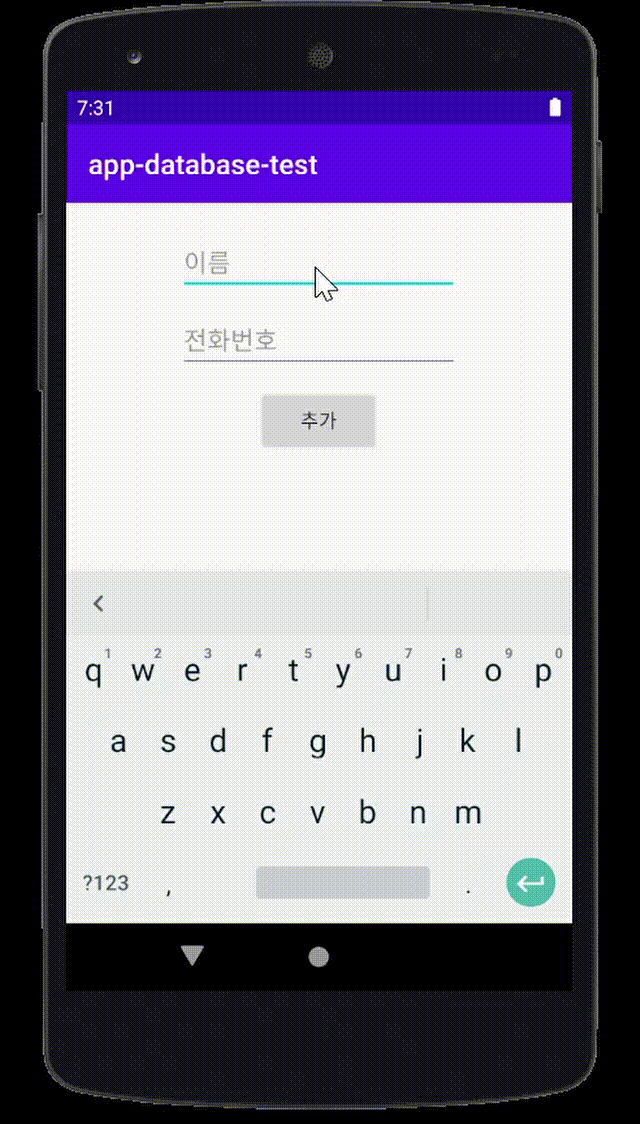 7:31
app-database-test
이름
전화번호
추가
1 2 3 4 5 6 7 8 9 0
q w e r t y u i o p
a s d f g h j k l
z x c v b n m
?123 , .